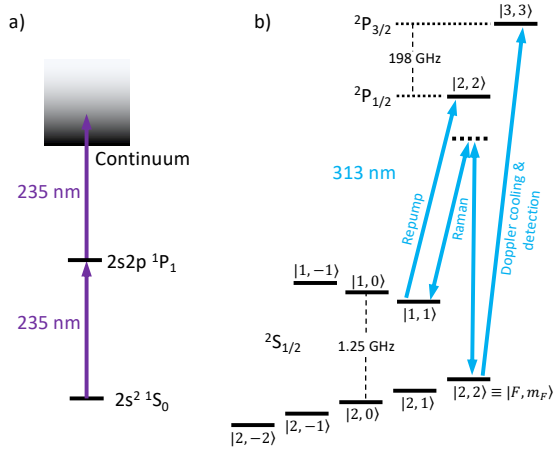 a)
Continuum
235 nm
2s2p ¹P₁
235 nm
2s² ¹S₀
b)
|3, 3⟩
²P₃/₂
198 GHz
|2, 2⟩
²P₁/₂
313 nm
Repump
Raman
Doppler cooling &
detection
|1, −1⟩
|1, 0⟩
|1, 1⟩
²S₁/₂
1.25 GHz
|2, 2⟩ ≡ |F, m_F⟩
|2, 1⟩
|2, 0⟩
|2, −1⟩
|2, −2⟩